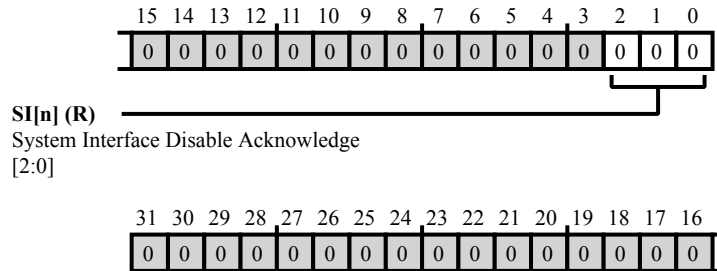 15 14 13 12 11 10 9 8 7 6 5 4 3 2 1 0
0 0 0 0 0 0 0 0 0 0 0 0 0 0 0 0
SI[n] (R)
System Interface Disable Acknowledge
[2:0]
31 30 29 28 27 26 25 24 23 22 21 20 19 18 17 16
0 0 0 0 0 0 0 0 0 0 0 0 0 0 0 0